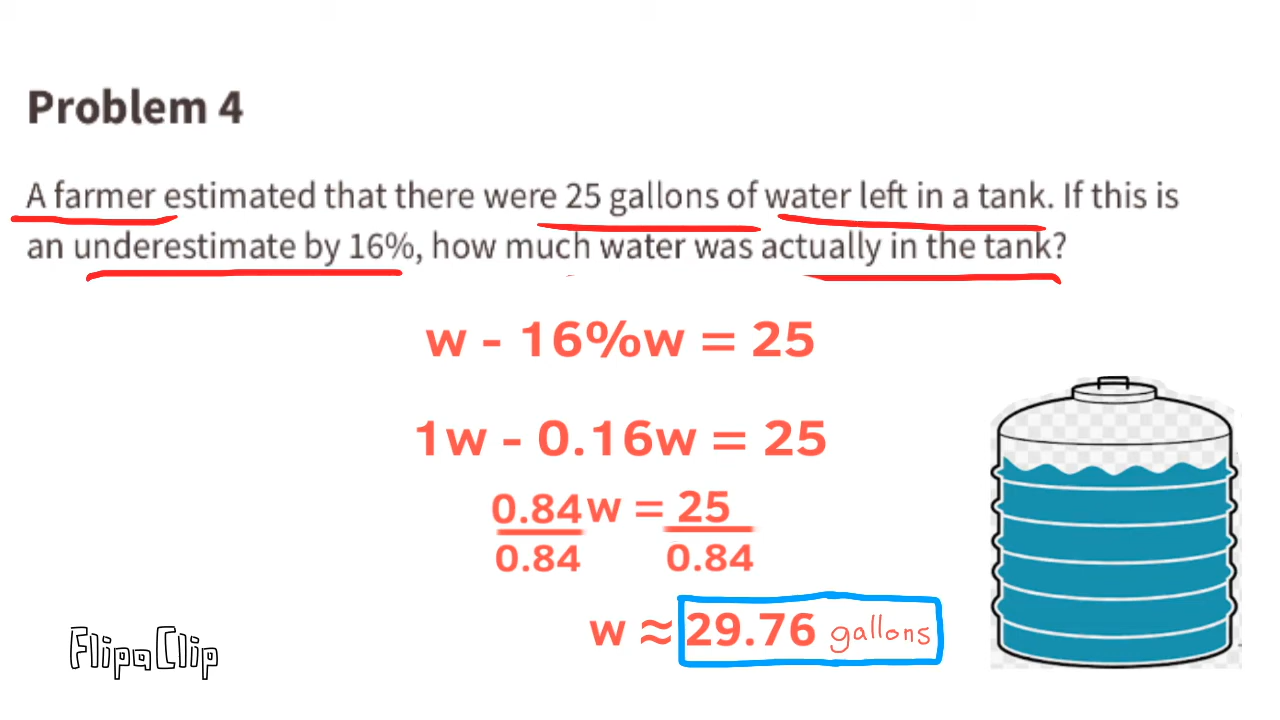 Problem 4
A farmer estimated that there were 25 gallons of water left in a tank. If this is
an underestimate by 16%, how much water was actually in the tank?
w - 16%w = 25
1w - 0.16w = 25
0.84w = 25
0.84 0.84
w ≈ 29.76 gallons
FlipaClip